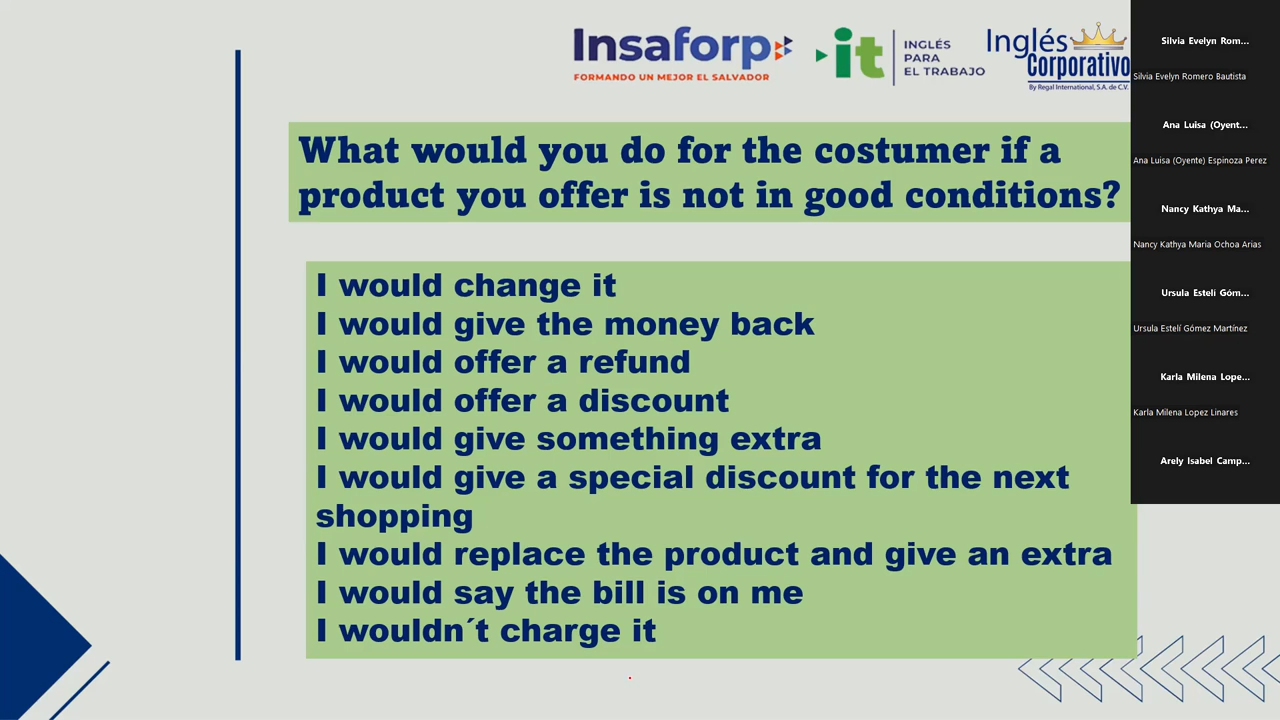 Insaforp
FORMANDO UN MEJOR EL SALVADOR
it
INGLÉS
PARA
EL TRABAJO
Inglés
Corporativo
By Regal International, S.A. de C.V.
What would you do for the costumer if a
product you offer is not in good conditions?
I would change it
I would give the money back
I would offer a refund
I would offer a discount
I would give something extra
I would give a special discount for the next
shopping
I would replace the product and give an extra
I would say the bill is on me
I wouldn´t charge it
Silvia Evelyn Rom...
Silvia Evelyn Romero Bautista
Ana Luisa (Oyent...
Ana Luisa (Oyente) Espinoza Perez
Nancy Kathya Ma...
Nancy Kathya Maria Ochoa Arias
Ursula Estelí Góm...
Ursula Estelí Gómez Martínez
Karla Milena Lope...
Karla Milena Lopez Linares
Arely Isabel Camp...